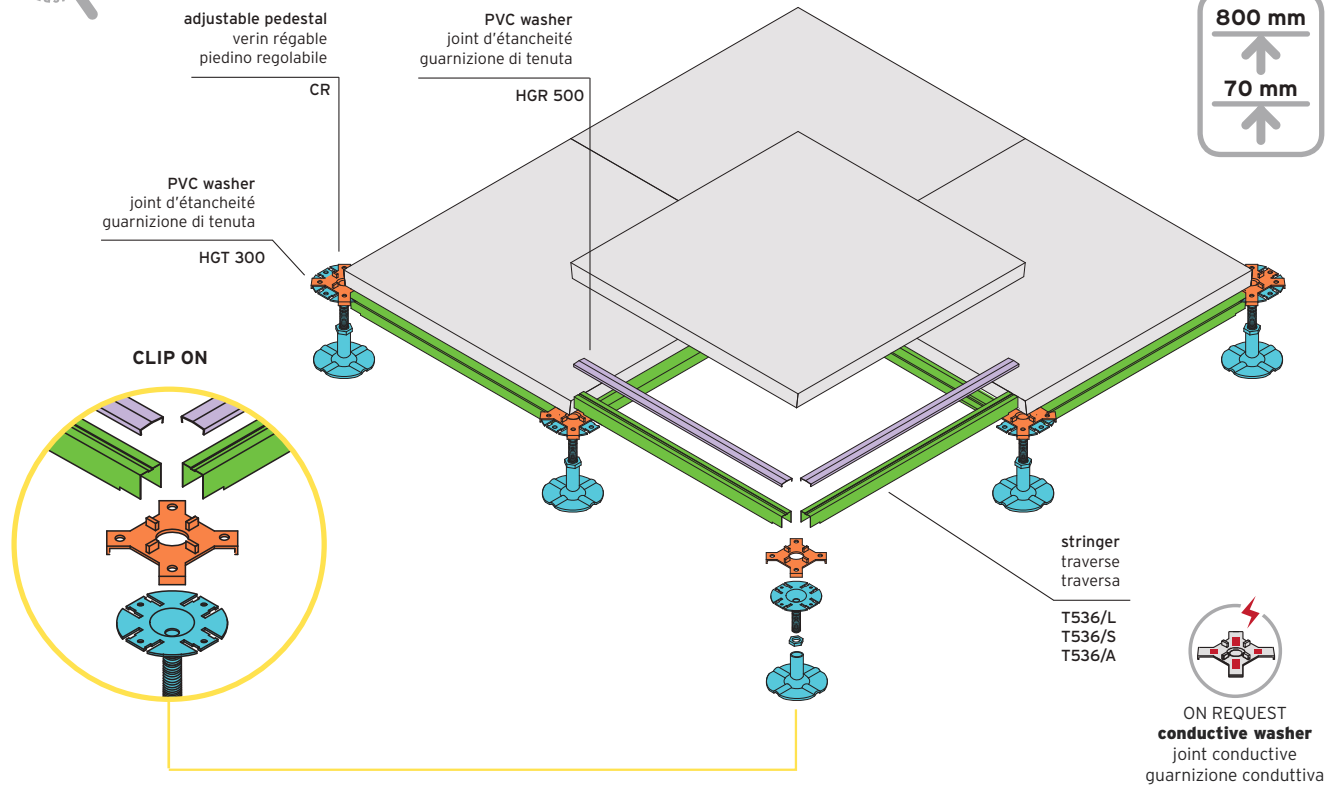 adjustable pedestal
verin régable
piedino regolabile
CR
PVC washer
joint d'étancheité
guarnizione di tenuta
HGR 500
800 mm
70 mm
PVC washer
joint d'étancheité
guarnizione di tenuta
HGT 300
CLIP ON
stringer
traverse
traversa
T536/L
T536/S
T536/A
ON REQUEST
conductive washer
joint conductive
guarnizione conduttiva